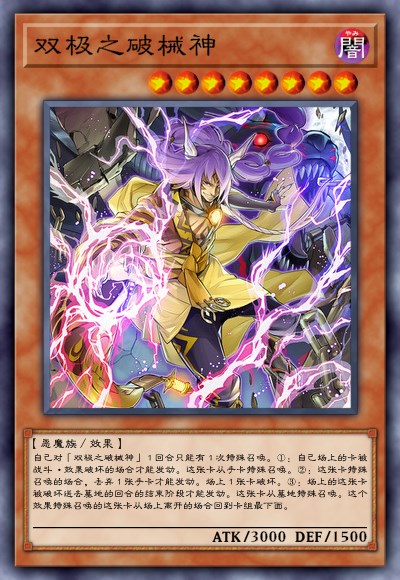 双极之破械神
やみ
闇
【恶魔族／效果】
自己对「双极之破械神」1回合只能有1次特殊召唤。①：自己场上的卡被
战斗·效果破坏的场合才能发动。这张卡从手卡特殊召唤。②：这张卡特殊
召唤的场合，丢弃1张手卡才能发动。场上1张卡破坏。③：场上的这张卡
被破坏送去墓地的回合的结束阶段才能发动。这张卡从墓地特殊召唤。这个
效果特殊召唤的这张卡从场上离开的场合回到卡组最下面。
ATK/3000 DEF/1500